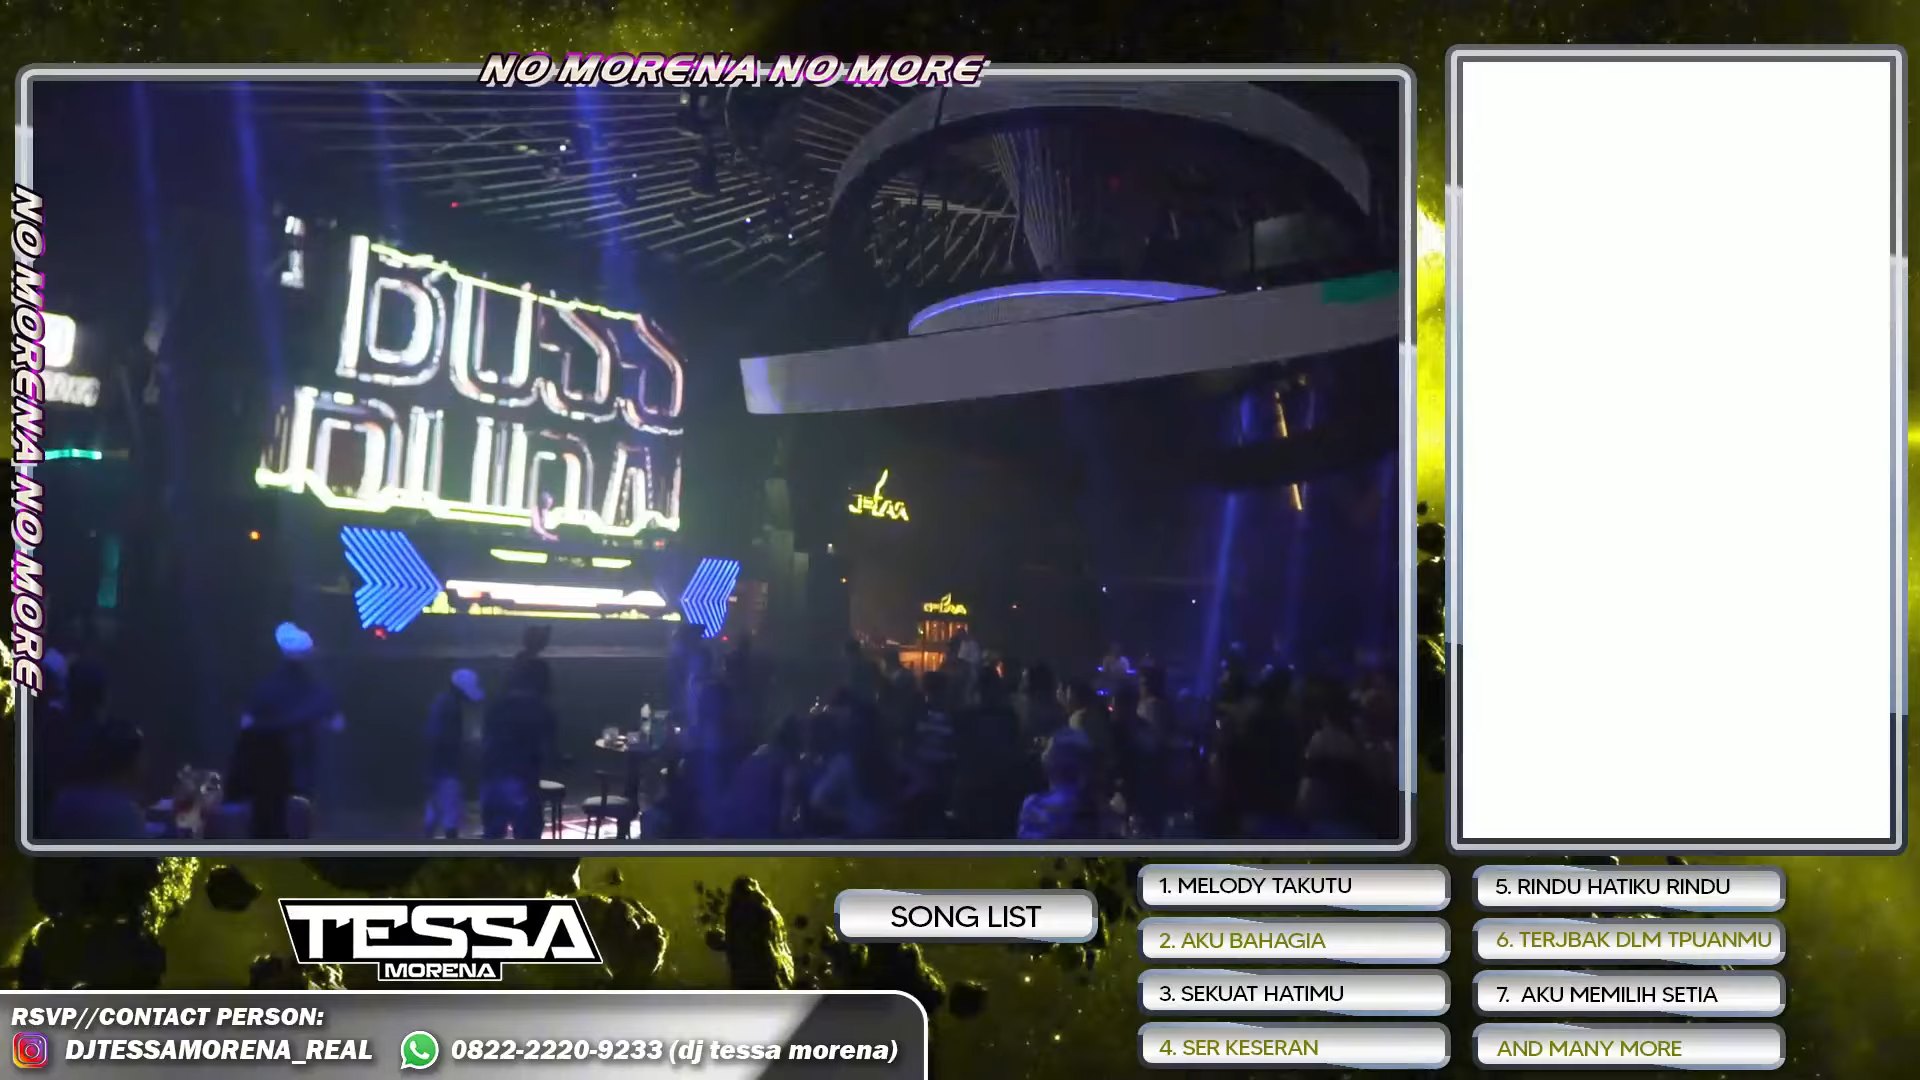 NO MORENA NO MORE
NO MORENA NO MORE
TESSA
MORENA
RSVP//CONTACT PERSON:
DJTESSAMORENA_REAL
0822-2220-9233 (dj tessa morena)
SONG LIST
1. MELODY TAKUTU
2. AKU BAHAGIA
3. SEKUAT HATIMU
4. SER KESERAN
5. RINDU HATIKU RINDU
6. TERJBAK DLM TPUANMU
7. AKU MEMILIH SETIA
AND MANY MORE